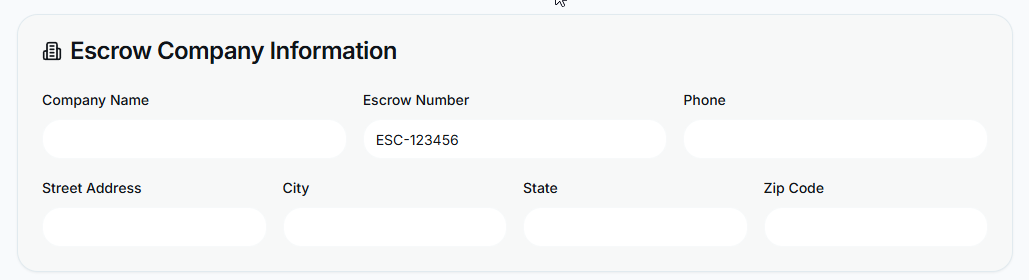 Escrow Company Information
Company Name Escrow Number Phone
ESC-123456
Street Address City State Zip Code